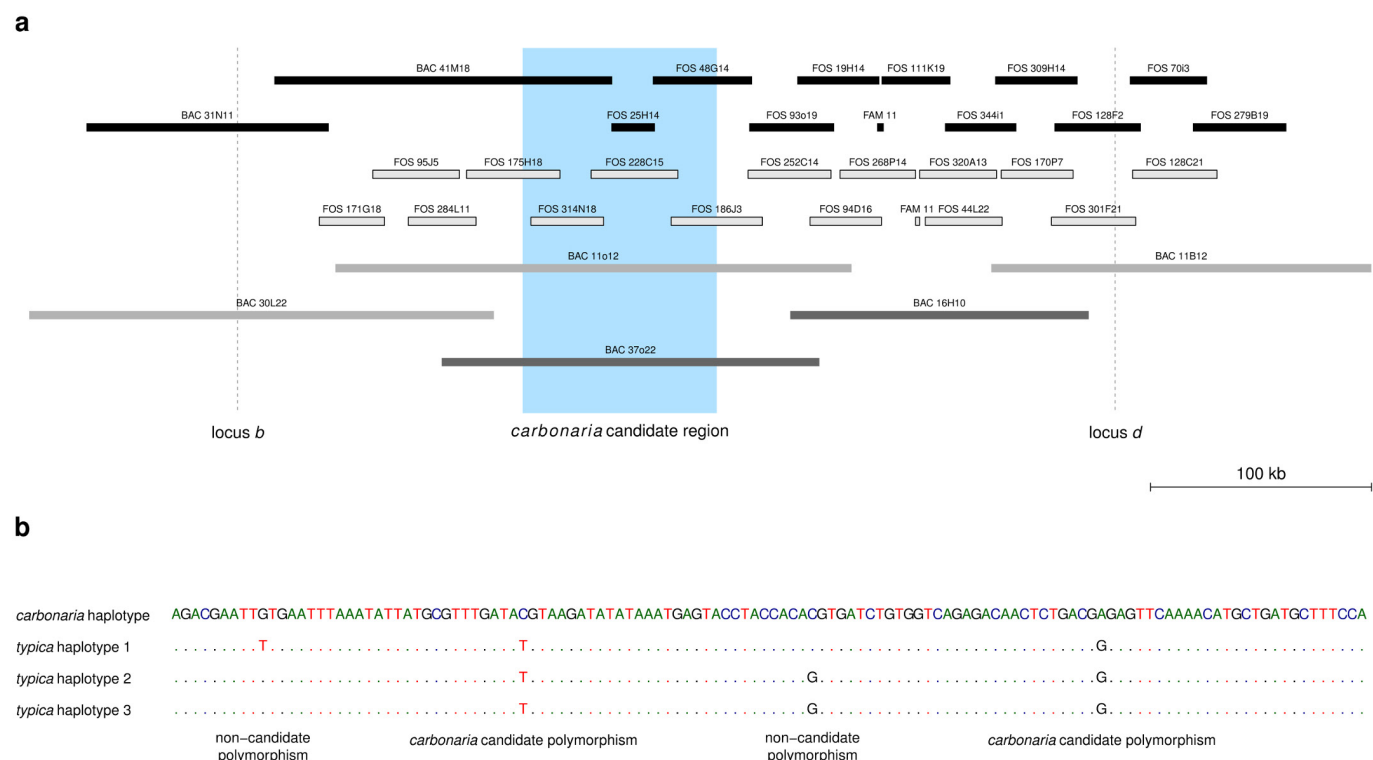 a
BAC 41M18 FOS 48G14 FOS 19H14 FOS 111K19 FOS 309H14 FOS 70i3
BAC 31N11 FOS 25H14 FOS 93o19 FAM 11 FOS 344i1 FOS 128F2 FOS 279B19
FOS 95J5 FOS 175H18 FOS 228C15 FOS 252C14 FOS 268P14 FOS 320A13 FOS 170P7 FOS 128C21
FOS 171G18 FOS 284L11 FOS 314N18 FOS 186J3 FOS 94D16 FAM 11 FOS 44L22 FOS 301F21
BAC 11o12 BAC 11B12
BAC 30L22 BAC 16H10
BAC 37o22
locus b carbonaria candidate region locus d
100 kb
b
carbonaria haplotype AGACGAATTGTGAATTTAAATATTATGCGTTTGATACGTAAGATATATAAATGAGTACCTACCACACGTGATCTGTGGTCAGAGACAACTCTGACGAGAGTTCAAAACATGCTGATGCTTTCCA
typica haplotype 1 .........T..........................T...........................................................G...........................
typica haplotype 2 ....................................T.............................G.............................G...........................
typica haplotype 3 ....................................T.............................G.............................G...........................
non−candidate polymorphism carbonaria candidate polymorphism non−candidate polymorphism carbonaria candidate polymorphism